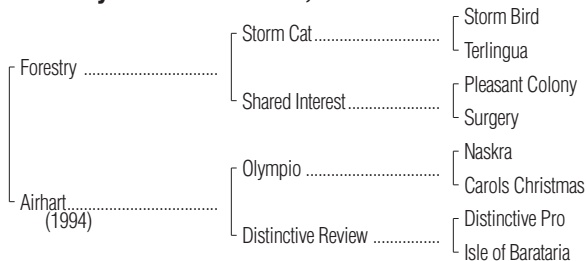 Storm Bird
Storm Cat
Terlingua
Forestry
Pleasant Colony
Shared Interest
Surgery
Naskra
Olympio
Carols Christmas
Airhart
(1994)
Distinctive Pro
Distinctive Review
Isle of Barataria